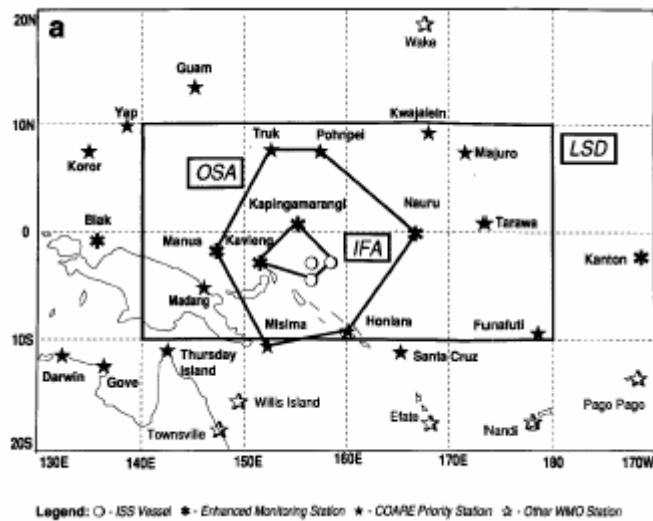 a
20N
Wake
Guam
Yap
Kwajalein
10N
Truk
Pohnpei
LSD
Koror
Majuro
OSA
Kapingamarangi
Nauru
Tarawa
Biak
0
Manus
Kavieng
IFA
Kanton
Madang
Misima
Honiara
Funafuti
10S
Darwin
Gove
Thursday
Island
Santa Cruz
Willis Island
Pago Pago
Townsville
Efate
Nandi
20S
130E
140E
150E
160E
170E
180
170W
Legend: - ISS Vessel - Enhanced Monitoring Station - COARE Priority Station - Other WMO Station